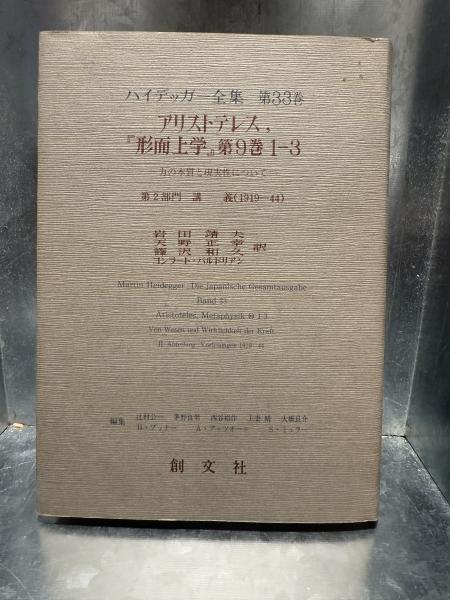 ハイデッガー全集 第33巻
アリストテレス,
『形而上学』第9巻1-3
—力の本質と現実性について—
第2部門 講 義(1919-44)
岩田靖夫
天野正幸
篠沢和久
コンラート・バルドリアン
訳
Martin Heidegger: Die Japanische Gesamtausgabe
Band 33
Aristoteles, Metaphysik Θ 1-3
Von Wesen und Wirklichkeit der Kraft
II. Abteilung: Vorlesungen 1919-44
編集
辻村公一 茅野良男 西谷裕作 上妻精 大橋良介
H・ブッナー A・グッツオーニ S・ミュラー
創文社